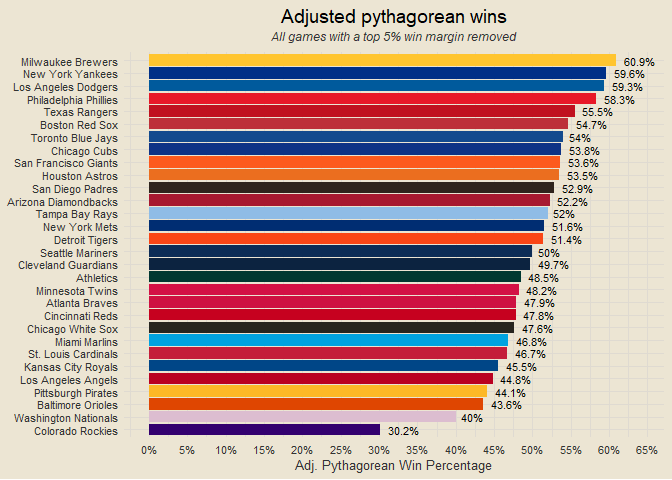 Adjusted pythagorean wins
All games with a top 5% win margin removed
Milwaukee Brewers 60.9%
New York Yankees 59.6%
Los Angeles Dodgers 59.3%
Philadelphia Phillies 58.3%
Texas Rangers 55.5%
Boston Red Sox 54.7%
Toronto Blue Jays 54%
Chicago Cubs 53.8%
San Francisco Giants 53.6%
Houston Astros 53.5%
San Diego Padres 52.9%
Arizona Diamondbacks 52.2%
Tampa Bay Rays 52%
New York Mets 51.6%
Detroit Tigers 51.4%
Seattle Mariners 50%
Cleveland Guardians 49.7%
Athletics 48.5%
Minnesota Twins 48.2%
Atlanta Braves 47.9%
Cincinnati Reds 47.8%
Chicago White Sox 47.6%
Miami Marlins 46.8%
St. Louis Cardinals 46.7%
Kansas City Royals 45.5%
Los Angeles Angels 44.8%
Pittsburgh Pirates 44.1%
Baltimore Orioles 43.6%
Washington Nationals 40%
Colorado Rockies 30.2%
0% 5% 10% 15% 20% 25% 30% 35% 40% 45% 50% 55% 60% 65%
Adj. Pythagorean Win Percentage